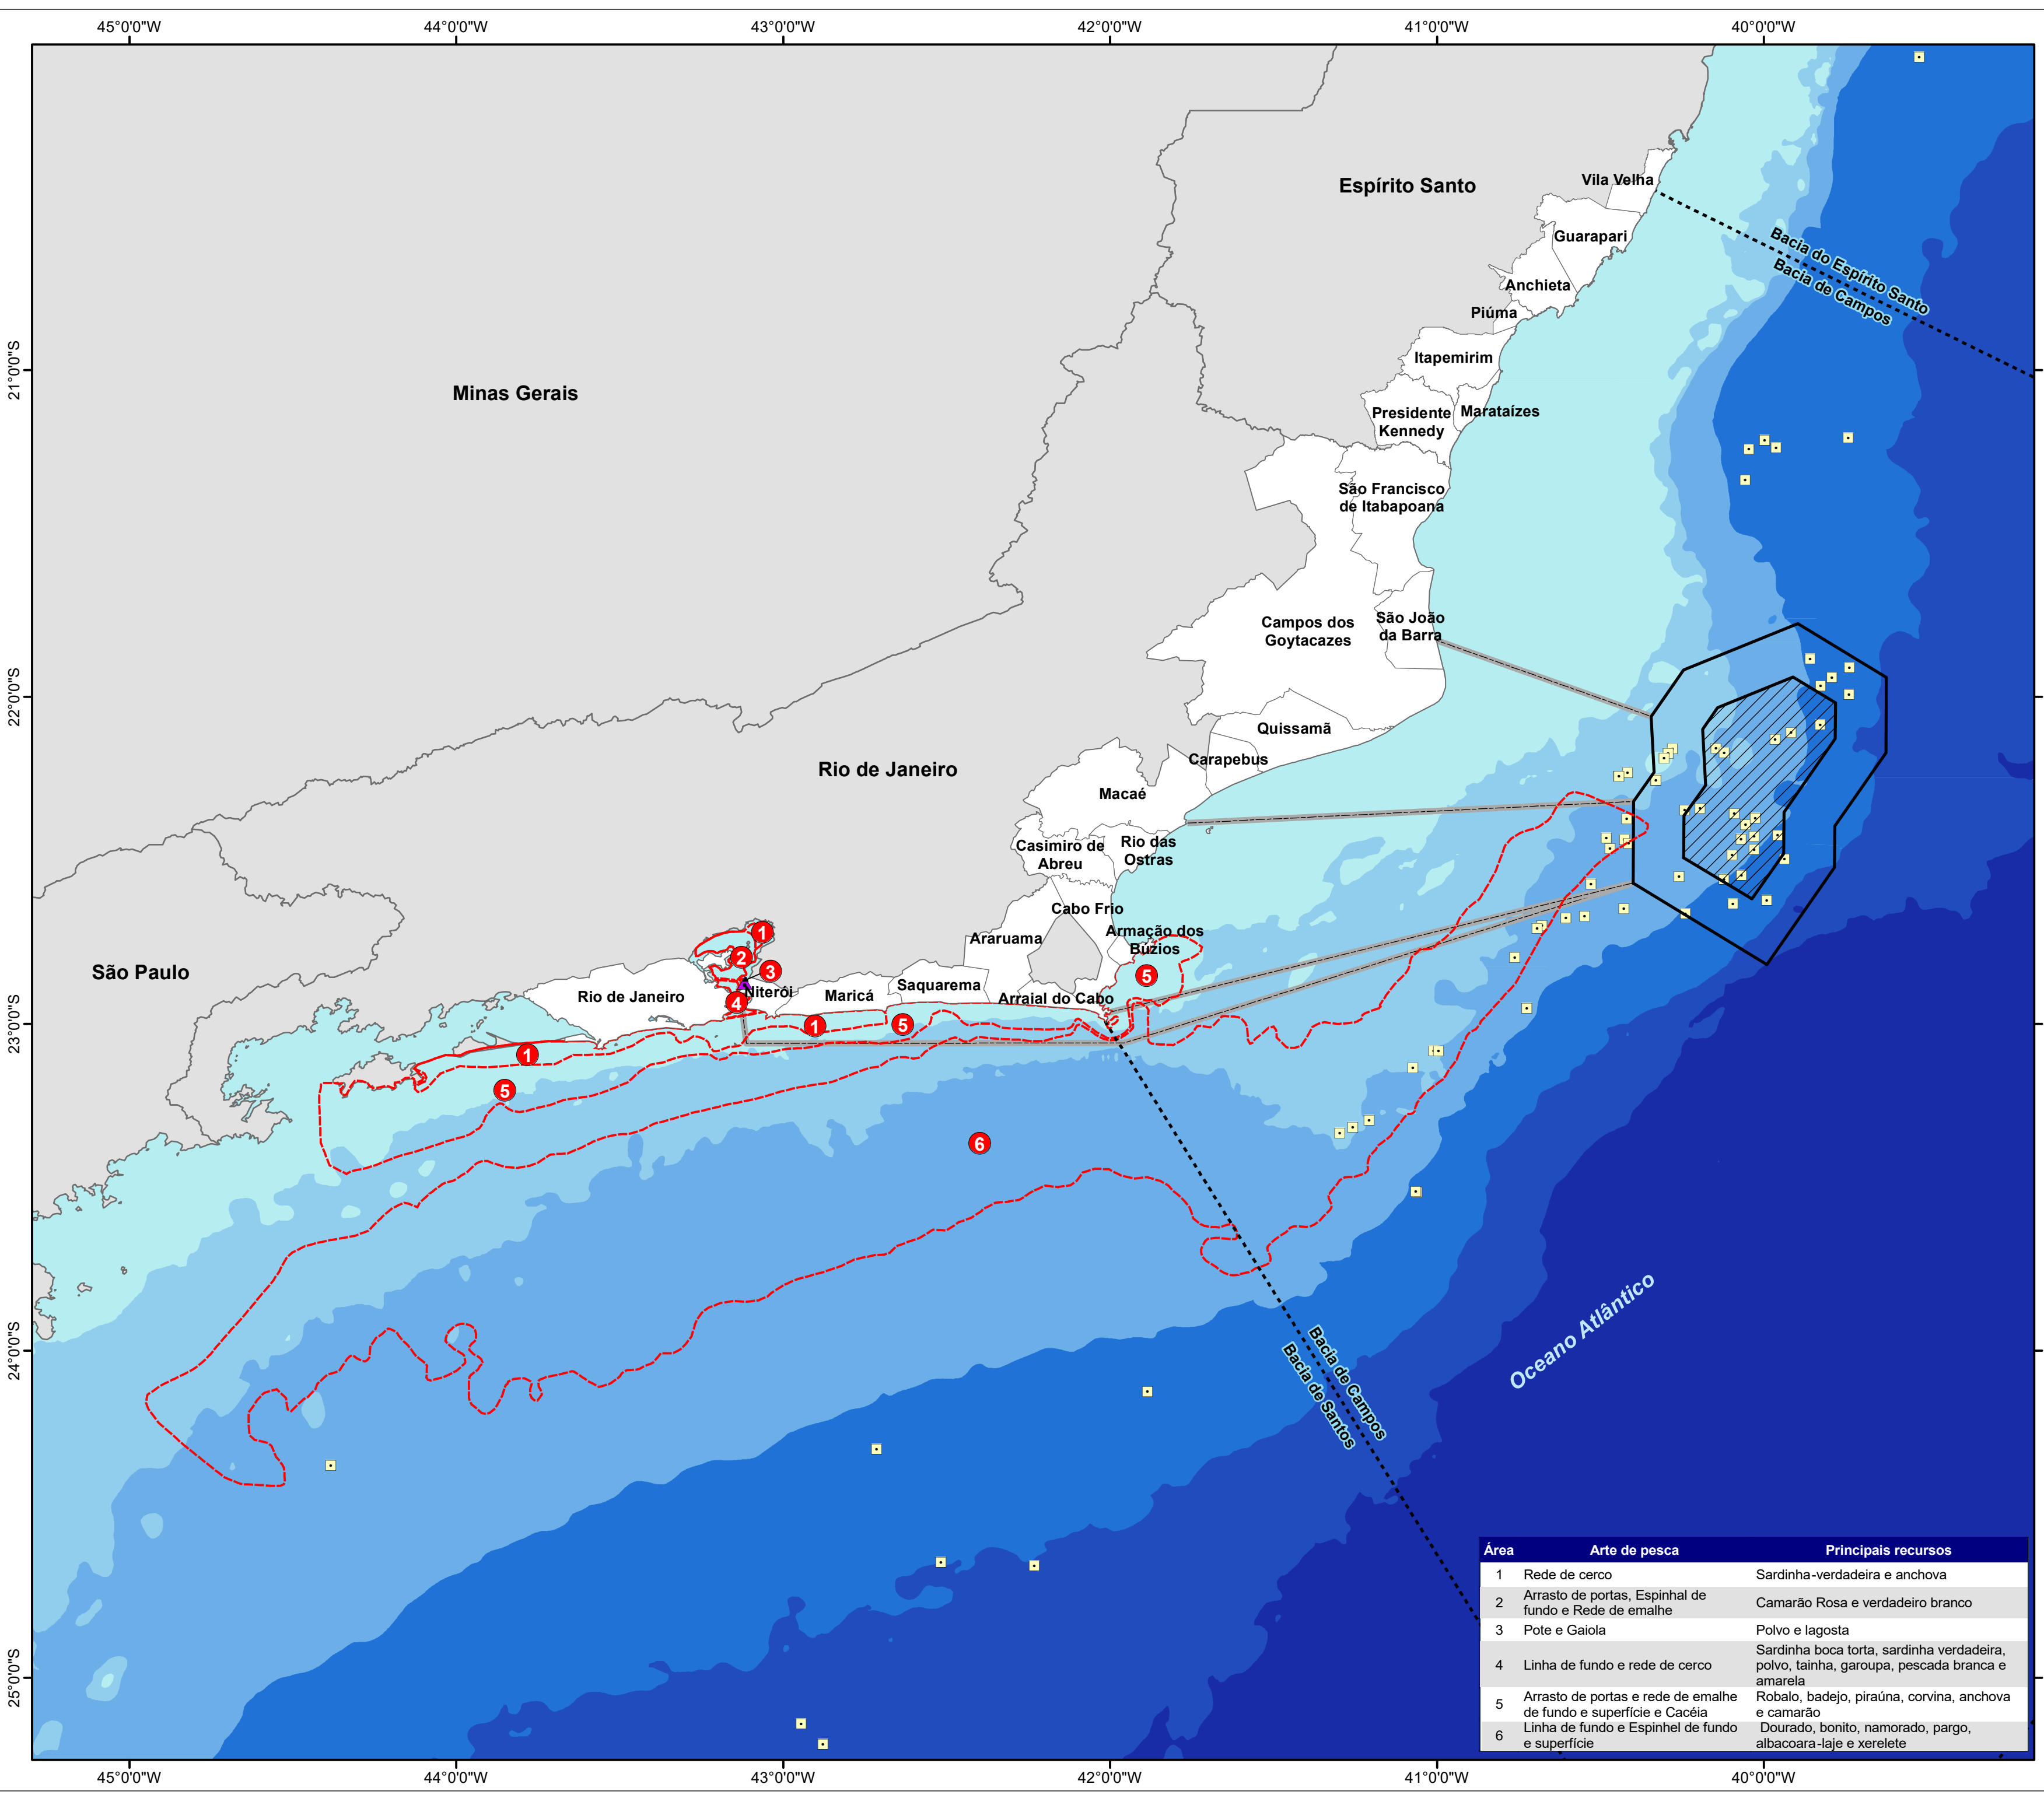 45°0'0"W 44°0'0"W 43°0'0"W 42°0'0"W 41°0'0"W 40°0'0"W
Vila Velha
Espírito Santo
Guarapari
Bacia do Espírito Santo
Bacia de Campos
Anchieta
Piúma
Itapemirim
21°0'0"S
Minas Gerais
Presidente
Kennedy
Marataízes
São Francisco
de Itabapoana
Campos dos
Goytacazes
São João
da Barra
22°0'0"S
Quissamã
Carapebus
Rio de Janeiro
Macaé
Casimiro de
Abreu
Rio das
Ostras
Cabo Frio
Armação dos
Búzios
Araruama
São Paulo
1
2
3
4
5
Niterói
Rio de Janeiro
Maricá
Saquarema
Arraial do Cabo
23°0'0"S
1
5
1
5
6
Oceano Atlântico
24°0'0"S
Bacia de Campos
Bacia de Santos
25°0'0"S
Área Arte de pesca Principais recursos
1 Rede de cerco Sardinha-verdadeira e anchova
2 Arrasto de portas, Espinhal de
fundo e Rede de emalhe Camarão Rosa e verdadeiro branco
3 Pote e Gaiola Polvo e lagosta
4 Linha de fundo e rede de cerco Sardinha boca torta, sardinha verdadeira,
polvo, tainha, garoupa, pescada branca e
amarela
5 Arrasto de portas e rede de emalhe
de fundo e superfície e Cacéia Robalo, badejo, piraúna, corvina, anchova
e camarão
6 Linha de fundo e Espinhel de fundo
e superfície Dourado, bonito, namorado, pargo,
albacoara-laje e xerelete
45°0'0"W 44°0'0"W 43°0'0"W 42°0'0"W 41°0'0"W 40°0'0"W